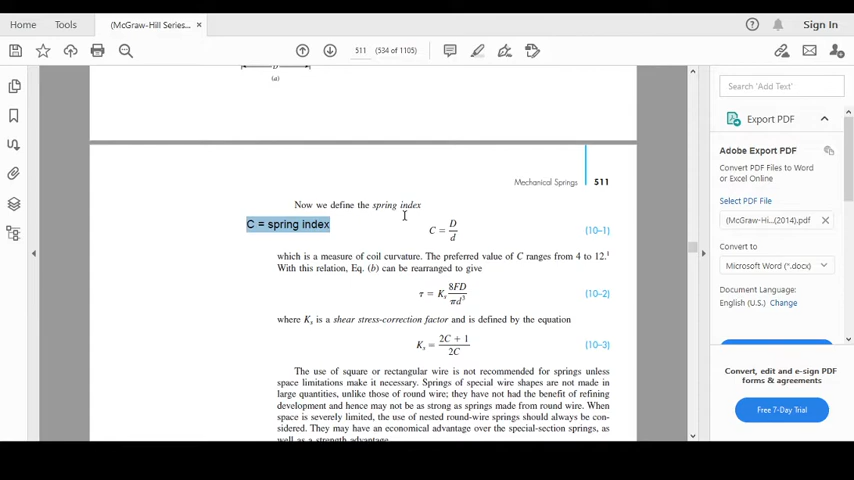 Home
Tools
(McGraw-Hill Series...
×
Sign In
511
(534 of 1105)
D
(a)
Search 'Add Text'
Export PDF
Adobe Export PDF
Convert PDF Files to Word
or Excel Online
Select PDF File
(McGraw-Hi...(2014).pdf
Convert to
Microsoft Word (*.docx)
Document Language:
English (U.S.) Change
Convert, edit and e-sign PDF
forms & agreements
Free 7-Day Trial
Mechanical Springs 511
Now we define the spring index
C = spring index
C = D/d (10–1)
which is a measure of coil curvature. The preferred value of C ranges from 4 to 12.¹
With this relation, Eq. (b) can be rearranged to give
τ = Kₛ 8FD/πd³ (10–2)
where Kₛ is a shear stress-correction factor and is defined by the equation
Kₛ = 2C + 1/2C (10–3)
The use of square or rectangular wire is not recommended for springs unless
space limitations make it necessary. Springs of special wire shapes are not made in
large quantities, unlike those of round wire; they have not had the benefit of refining
development and hence may not be as strong as springs made from round wire. When
space is severely limited, the use of nested round-wire springs should always be con-
sidered. They may have an economical advantage over the special-section springs, as
well as a strength advantage.